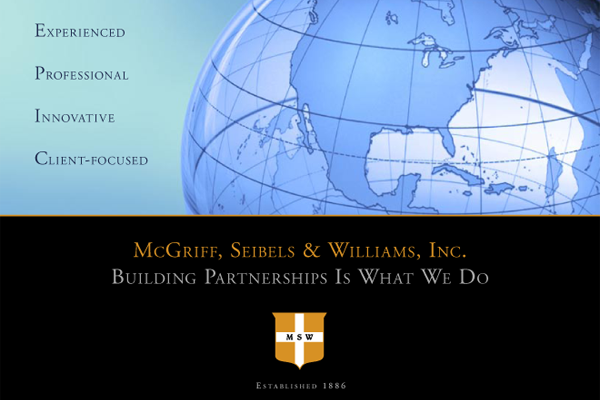 Experienced
Professional
Innovative
Client-focused
McGriff, Seibels & Williams, Inc.
Building Partnerships Is What We Do
MSW
Established 1886